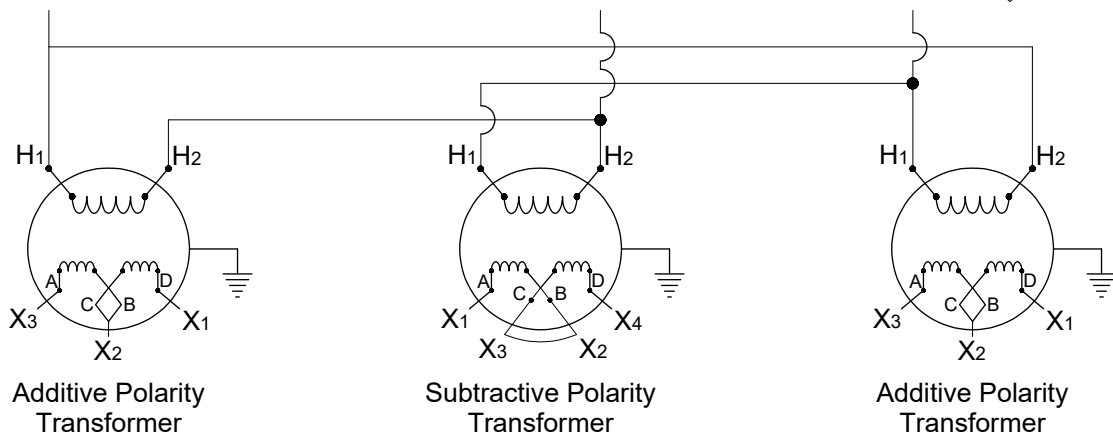 H1 H2 H1 H2 H1 H2
A D A D A D
C B C B C B
X3 X1 X1 X4 X3 X1
X2 X3 X2 X2
Additive Polarity Subtractive Polarity Additive Polarity
Transformer Transformer Transformer